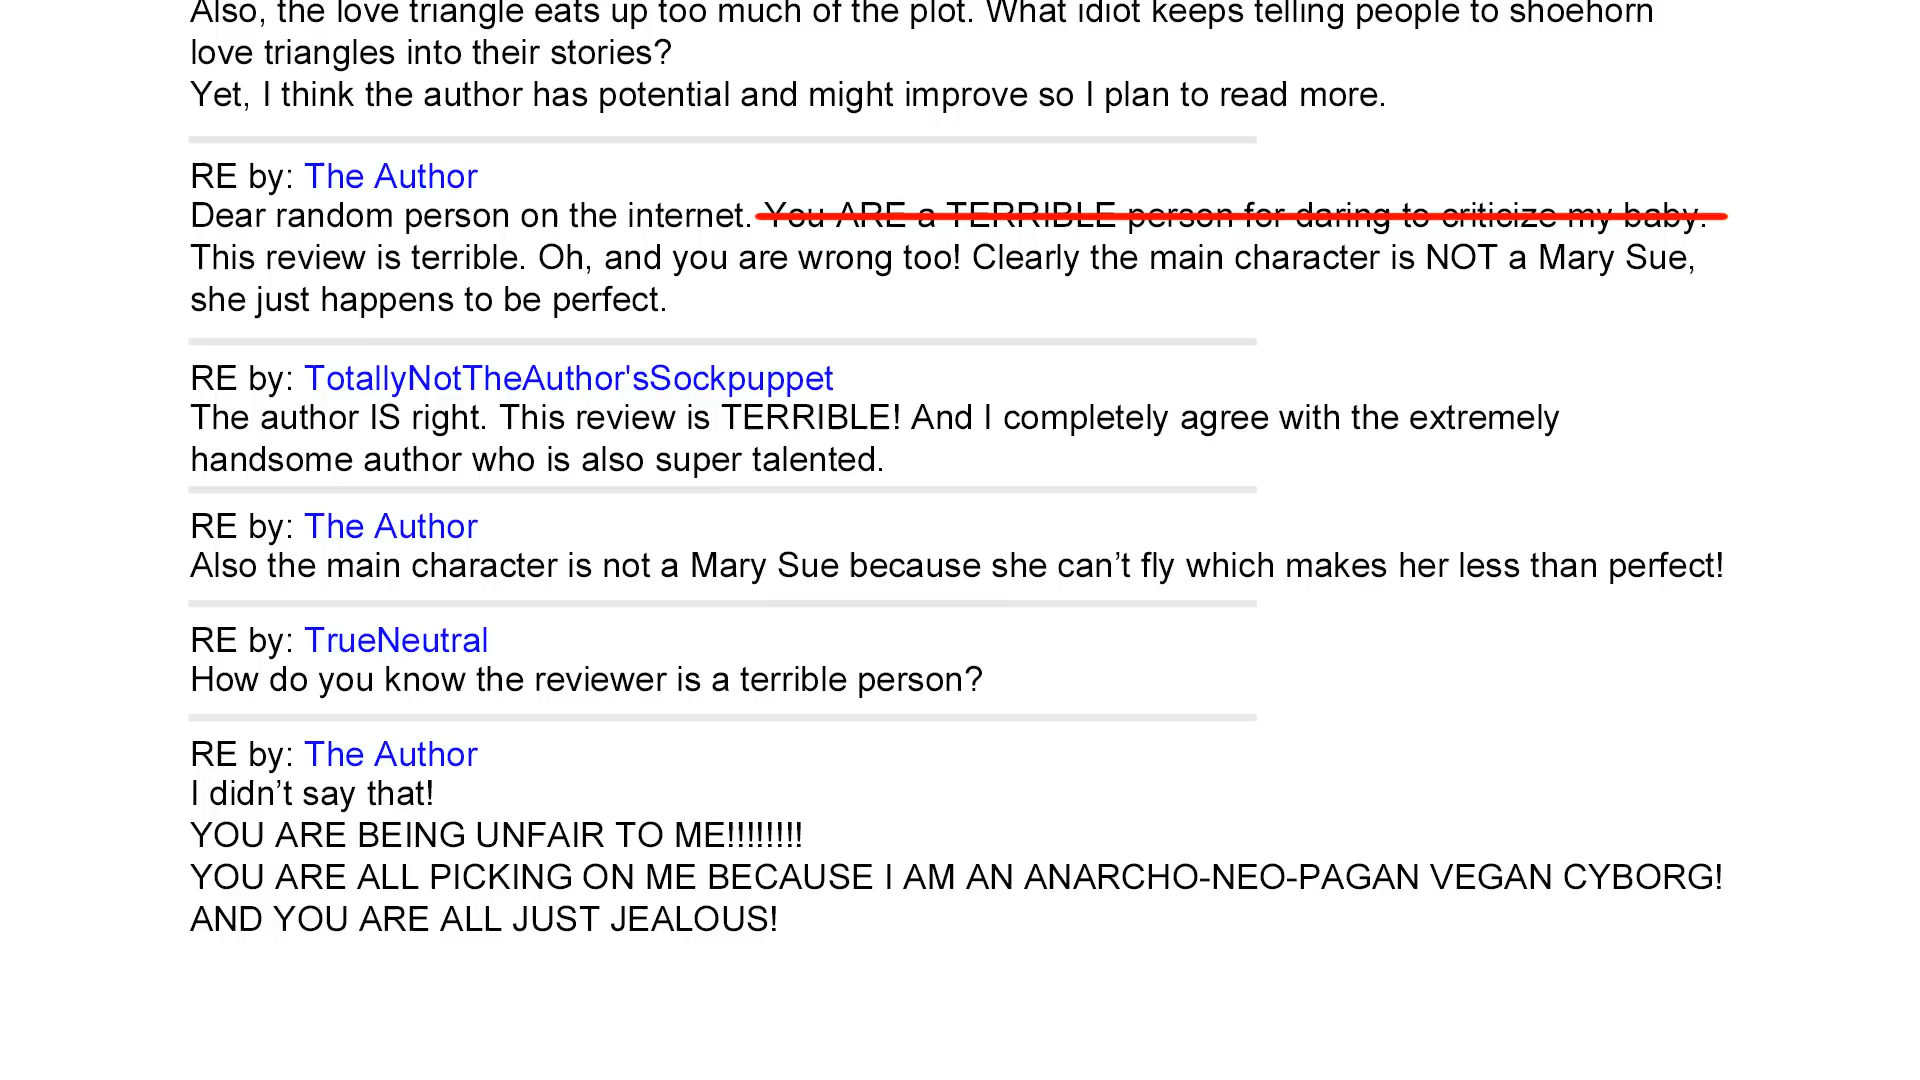 Also, the love triangle eats up too much of the plot. What idiot keeps telling people to shoehorn
love triangles into their stories?
Yet, I think the author has potential and might improve so I plan to read more.
RE by: The Author
Dear random person on the internet. You ARE a TERRIBLE person for daring to criticize my baby.
This review is terrible. Oh, and you are wrong too! Clearly the main character is NOT a Mary Sue,
she just happens to be perfect.
RE by: TotallyNotTheAuthor'sSockpuppet
The author IS right. This review is TERRIBLE! And I completely agree with the extremely
handsome author who is also super talented.
RE by: The Author
Also the main character is not a Mary Sue because she can’t fly which makes her less than perfect!
RE by: TrueNeutral
How do you know the reviewer is a terrible person?
RE by: The Author
I didn’t say that!
YOU ARE BEING UNFAIR TO ME!!!!!!!!
YOU ARE ALL PICKING ON ME BECAUSE I AM AN ANARCHO-NEO-PAGAN VEGAN CYBORG!
AND YOU ARE ALL JUST JEALOUS!